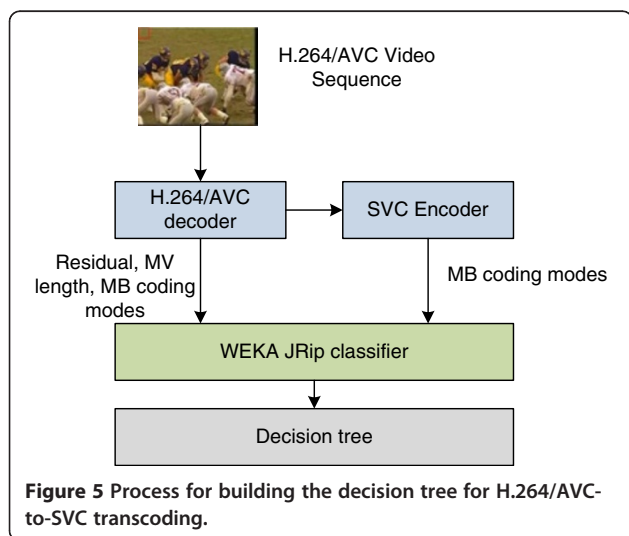 H.264/AVC Video
Sequence
H.264/AVC
decoder
SVC Encoder
Residual, MV
length, MB coding
modes
MB coding modes
WEKA JRip classifier
Decision tree
Figure 5 Process for building the decision tree for H.264/AVC-
to-SVC transcoding.